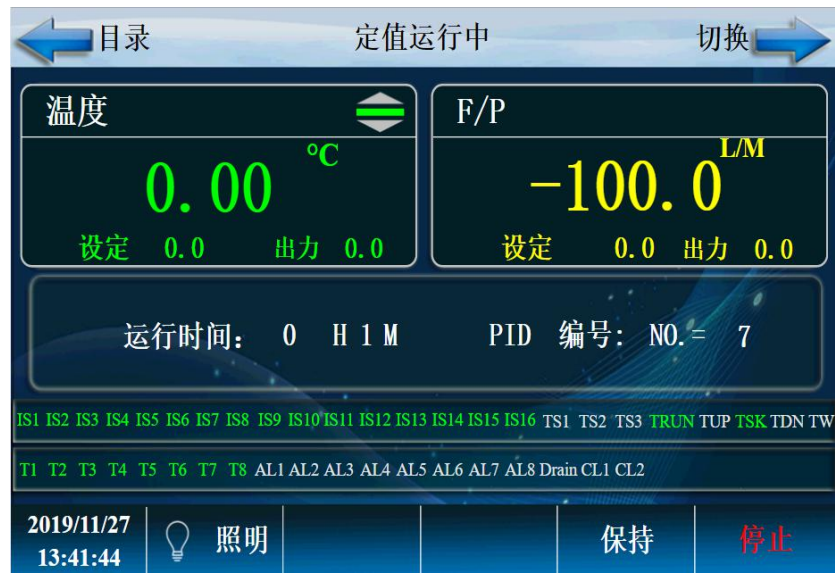 目录 定值运行中 切换
温度 F/P
℃ L/M
0.00 -100.0
设定 0.0 出力 0.0 设定 0.0 出力 0.0
运行时间: 0 H 1 M PID 编号: NO.= 7
IS1 IS2 IS3 IS4 IS5 IS6 IS7 IS8 IS9 IS10 IS11 IS12 IS13 IS14 IS15 IS16 TS1 TS2 TS3 TRUN TUP TSK TDN TW
T1 T2 T3 T4 T5 T6 T7 T8 AL1 AL2 AL3 AL4 AL5 AL6 AL7 AL8 Drain CL1 CL2
2019/11/27
13:41:44
照明 保持 停止